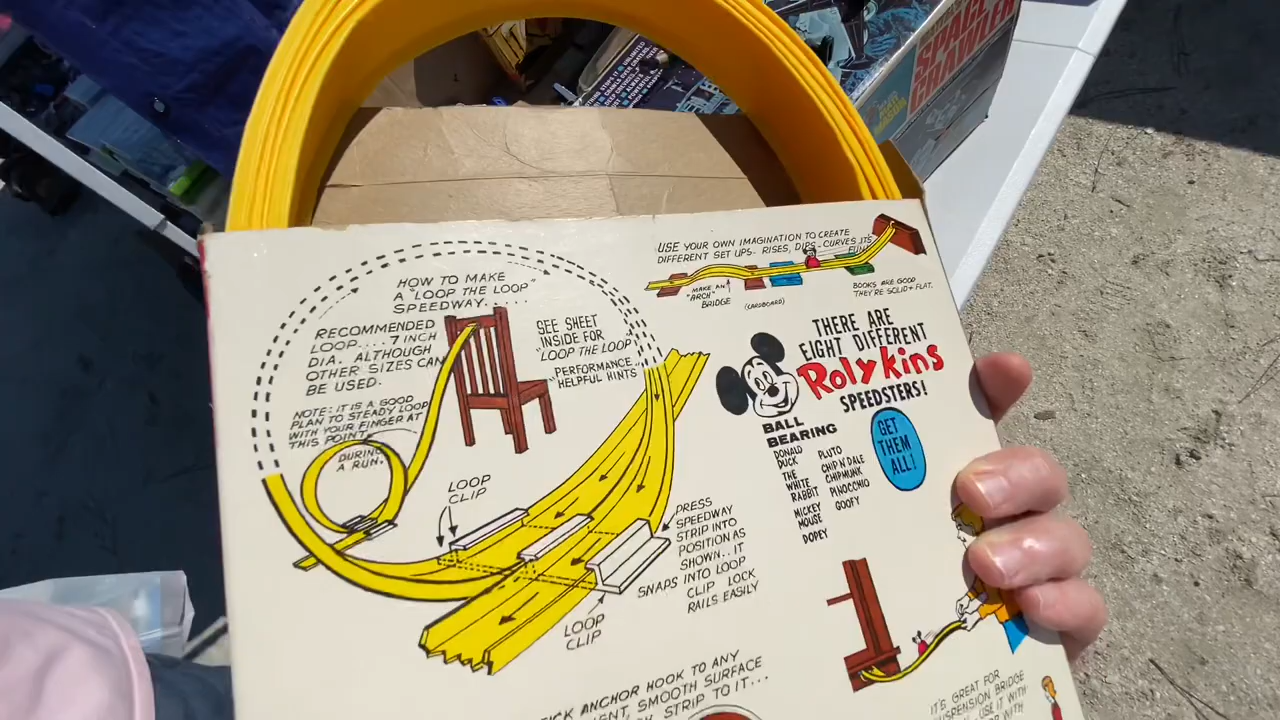 SPACE
CRAWLER
MAJOR
MATT
MASON
USE YOUR OWN IMAGINATION TO CREATE
DIFFERENT SET UPS - RISES, DIPS - CURVES ITS
FUN!
MAKE AN
"ARCH"
BRIDGE
(CARDBOARD)
BOOKS ARE GOOD
THEY'RE SOLID + FLAT.
HOW TO MAKE
A "LOOP THE LOOP"
SPEEDWAY......
RECOMMENDED
LOOP....7 INCH
DIA. ALTHOUGH
OTHER SIZES CAN
BE USED.
SEE SHEET
INSIDE FOR
"LOOP THE LOOP"
"PERFORMANCE"
HELPFUL HINTS
NOTE: IT IS A GOOD
PLAN TO STEADY LOOP
WITH YOUR FINGER AT
THIS POINT,
DURING
A RUN.
LOOP
CLIP
PRESS
SPEEDWAY
STRIP INTO
POSITION AS
SHOWN.. IT
SNAPS INTO LOOP
CLIP LOCK
RAILS EASILY
LOOP
CLIP
THERE ARE
EIGHT DIFFERENT
Rolykins
SPEEDSTERS!
BALL
BEARING
DONALD
DUCK
THE
WHITE
RABBIT
MICKEY
MOUSE
DOPEY
PLUTO
CHIP N' DALE
CHIPMUNK
PINOCCHIO
GOOFY
GET
THEM
ALL!
ANCHOR HOOK TO ANY
SMOOTH SURFACE
STRIP TO IT...
IT'S GREAT FOR
SUSPENSION BRIDGE
USE IT WITH
WITH